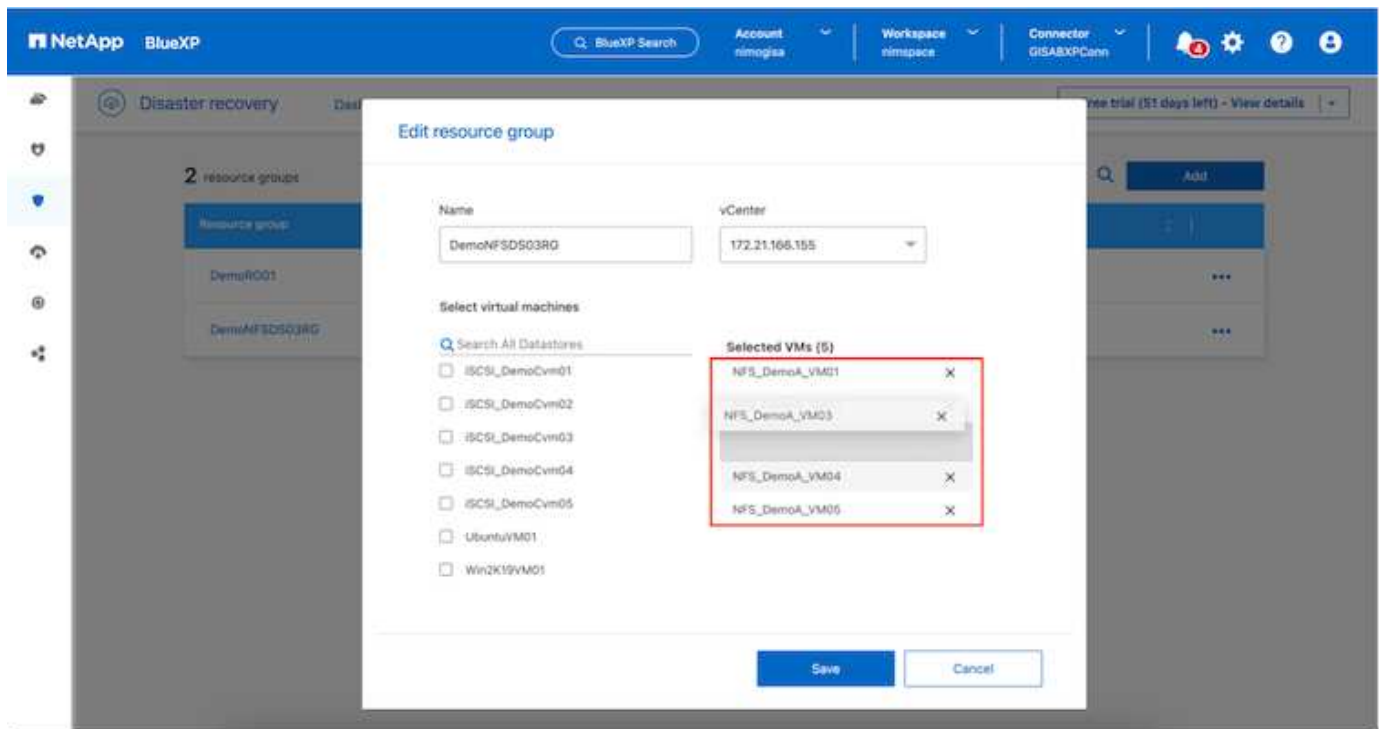 NetApp BlueXP
BlueXP Search
Account
nimogisa
Workspace
nimspace
Connector
GISABXPConn
4
Disaster recovery
free trial (51 days left) - View details
Edit resource group
2 resource groups
Add
Resource group
DemoRG01
DemoNFSDS03RG
Name
vCenter
DemoNFSDS03RG
172.21.166.155
Select virtual machines
Search All Datastores
Selected VMs (5)
iSCSI_DemoCvm01
iSCSI_DemoCvm02
iSCSI_DemoCvm03
iSCSI_DemoCvm04
iSCSI_DemoCvm05
UbuntuVM01
Win2K19VM01
NFS_DemoA_VM01
NFS_DemoA_VM03
NFS_DemoA_VM04
NFS_DemoA_VM05
Save
Cancel